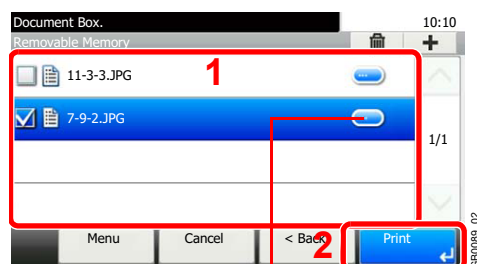 Document Box.
10:10
Removable Memory
11-3-3.JPG
1
7-9-2.JPG
1/1
Menu
Cancel
< Back
2
Print